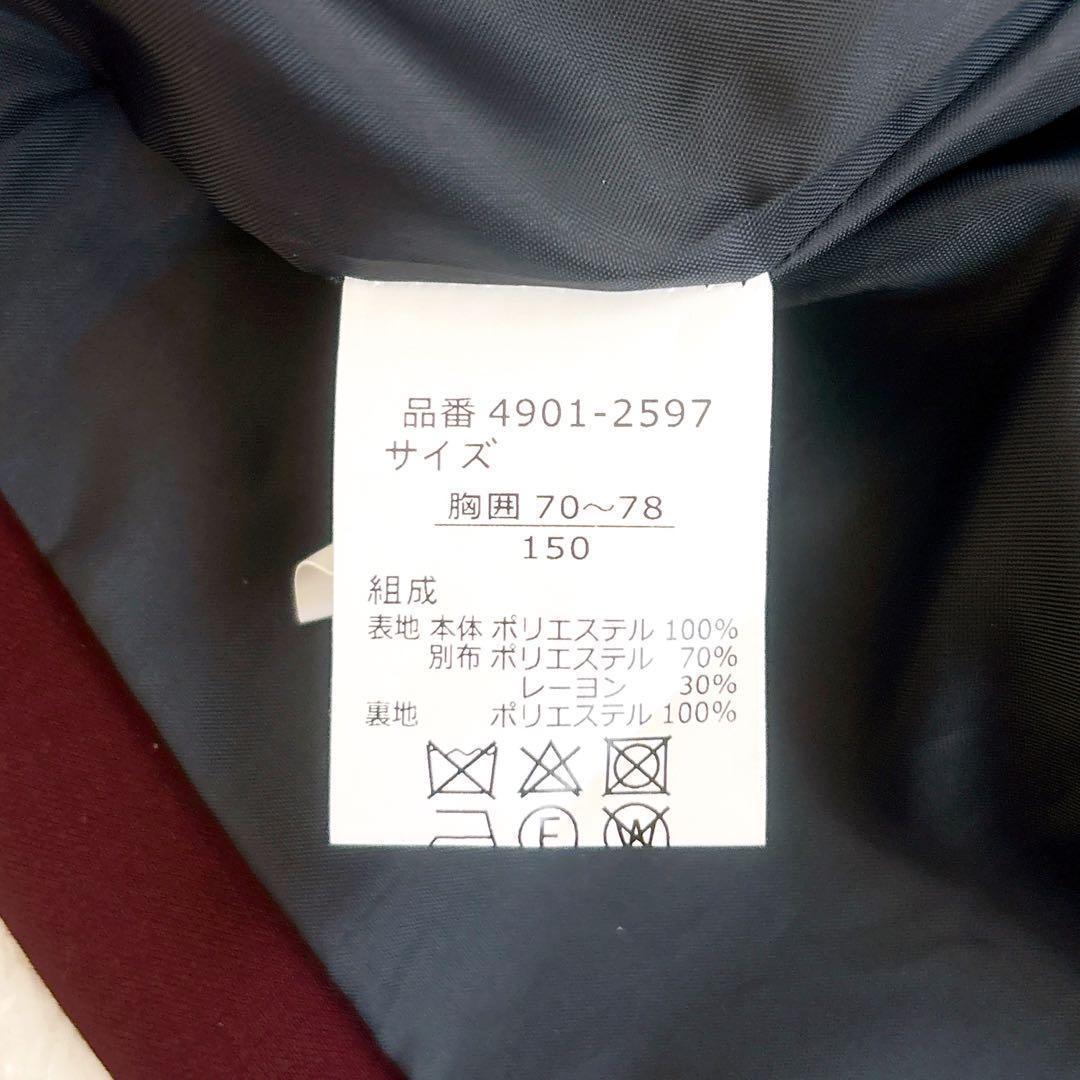 品番 4901-2597
サイズ
胸囲 70～78
150
組成
表地 本体 ポリエステル 100%
別布 ポリエステル 70%
レーヨン 30%
裏地 ポリエステル 100%
F
W